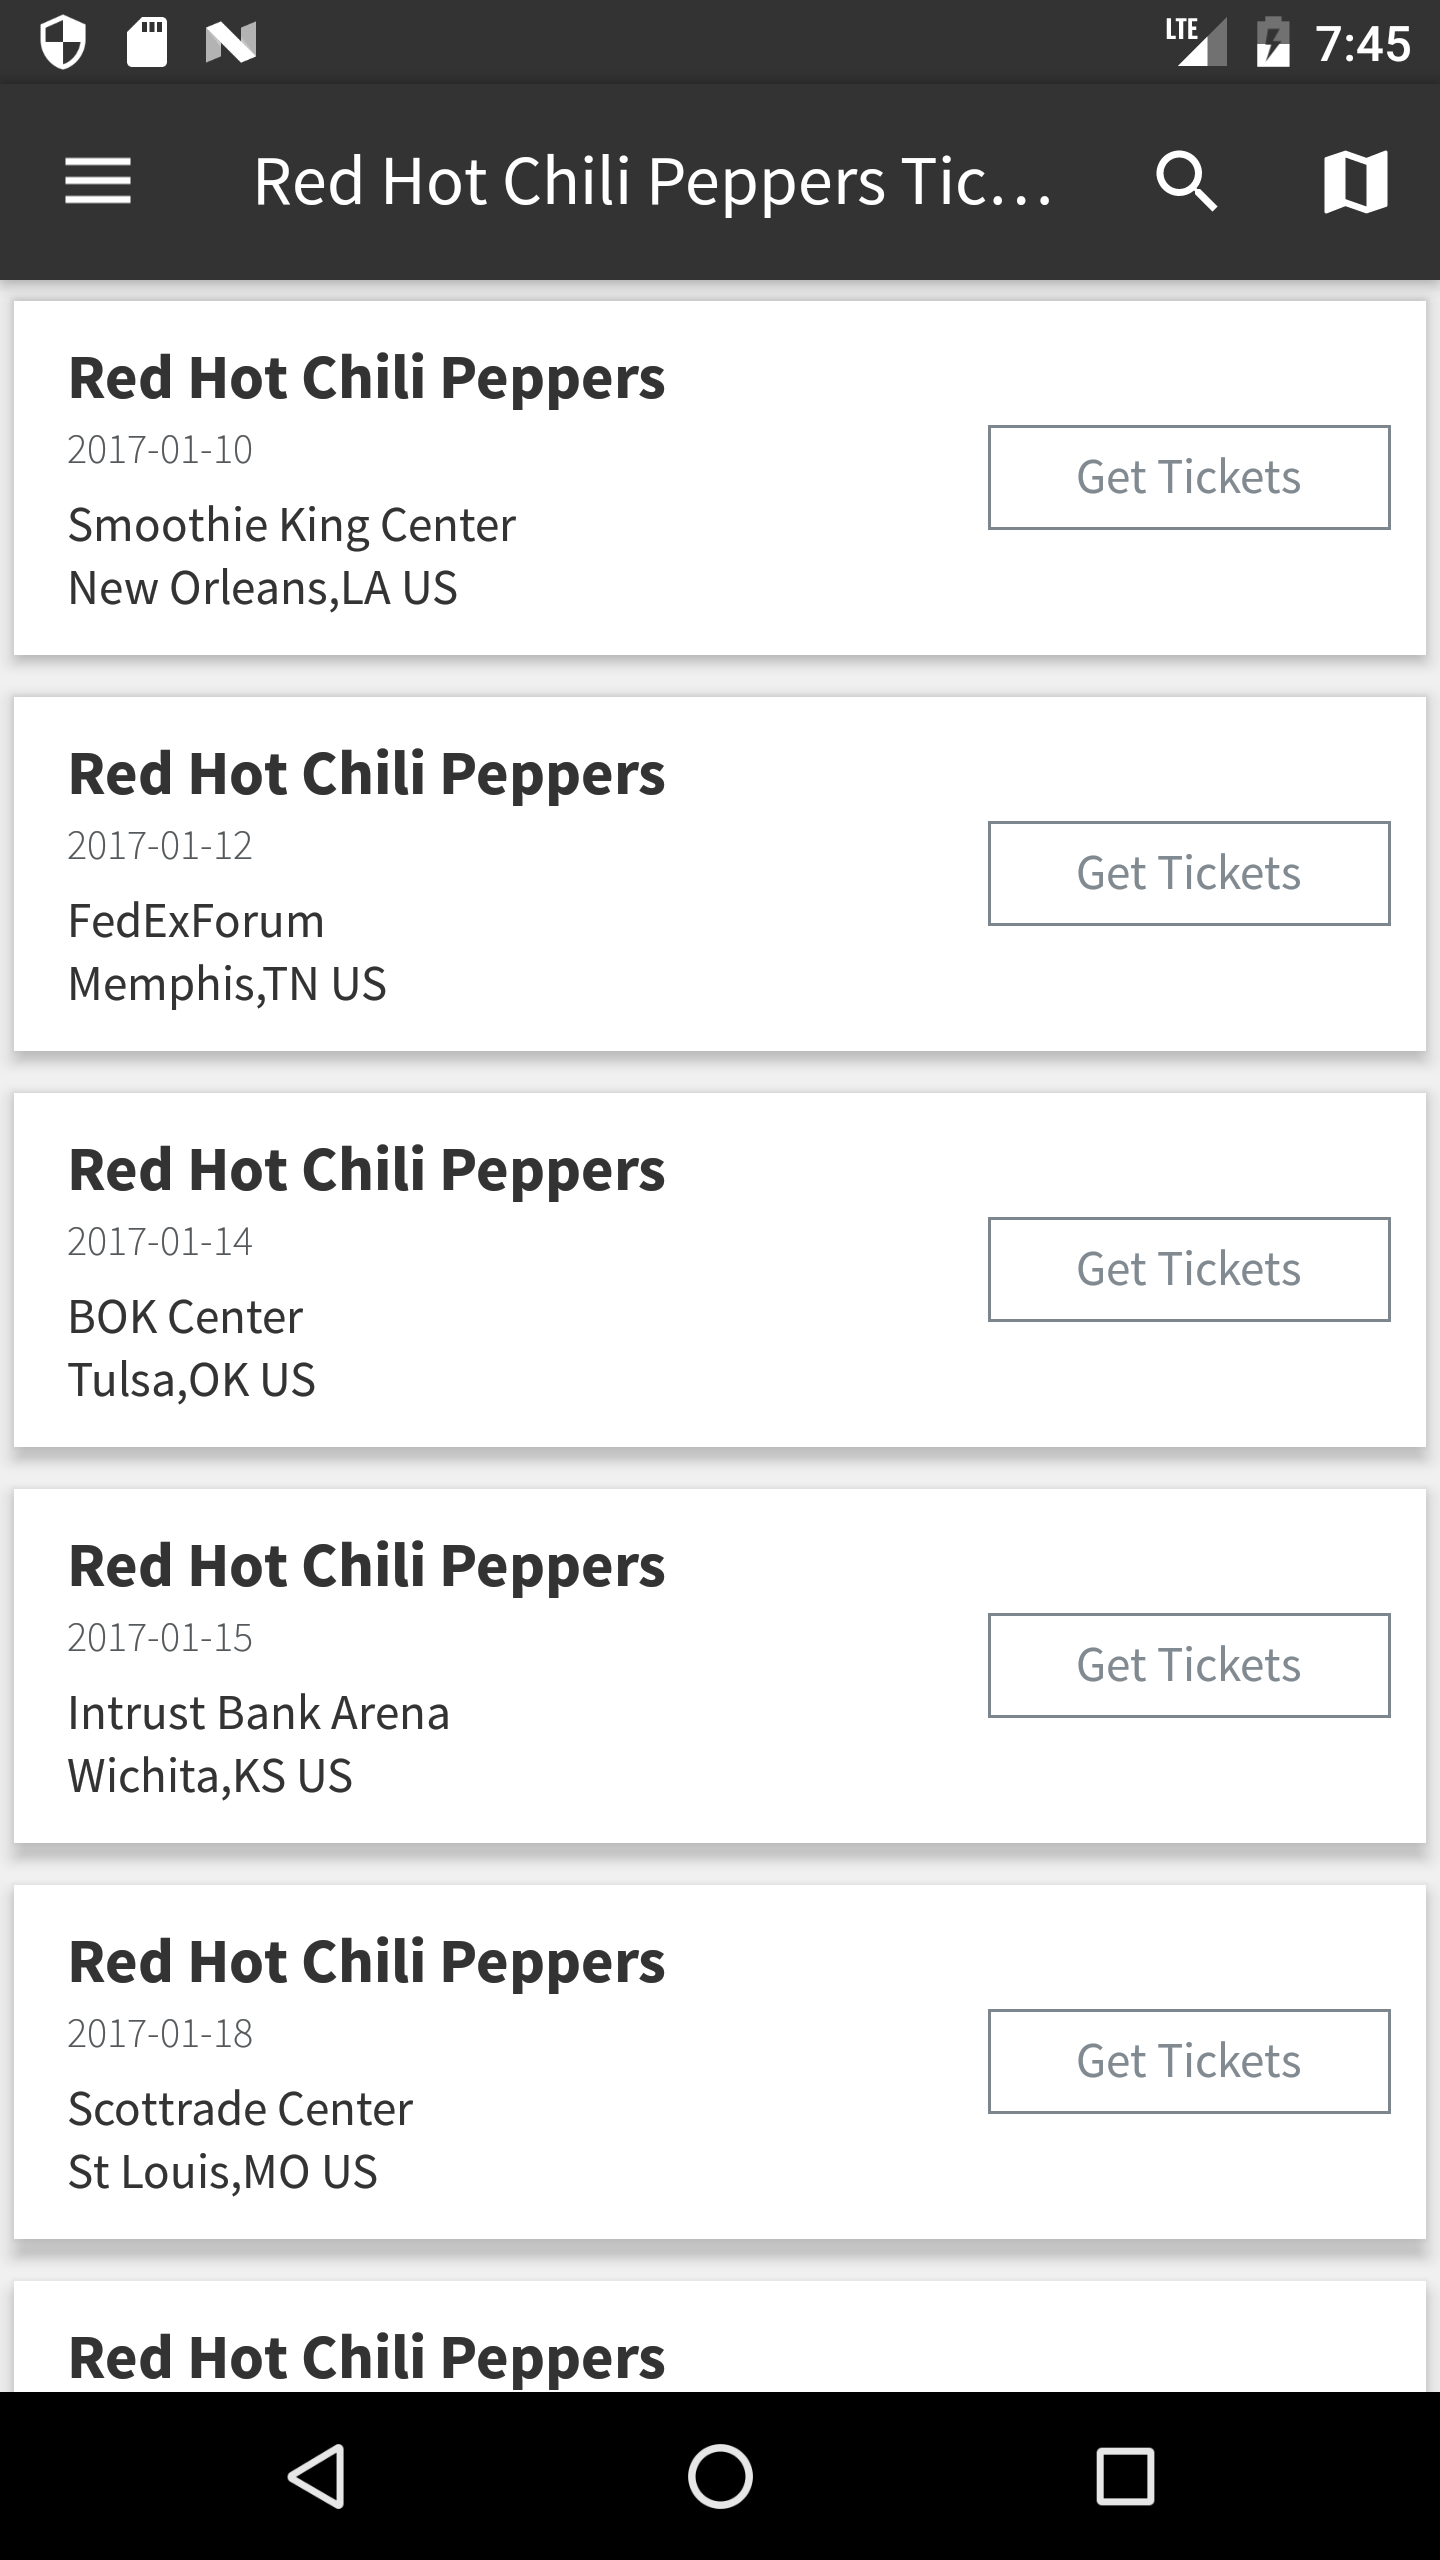 LTE 7:45
Red Hot Chili Peppers Tic...
Red Hot Chili Peppers
2017-01-10
Get Tickets
Smoothie King Center
New Orleans,LA US
Red Hot Chili Peppers
2017-01-12
Get Tickets
FedExForum
Memphis,TN US
Red Hot Chili Peppers
2017-01-14
Get Tickets
BOK Center
Tulsa,OK US
Red Hot Chili Peppers
2017-01-15
Get Tickets
Intrust Bank Arena
Wichita,KS US
Red Hot Chili Peppers
2017-01-18
Get Tickets
Scottrade Center
St Louis,MO US
Red Hot Chili Peppers